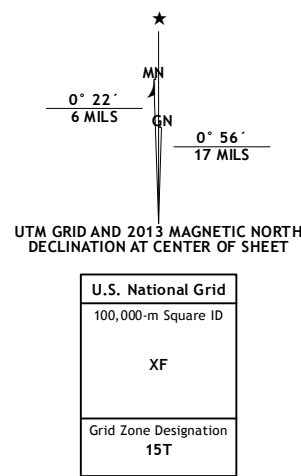 ★
MN
0° 22´
6 MILS
GN
0° 56´
17 MILS
UTM GRID AND 2013 MAGNETIC NORTH
DECLINATION AT CENTER OF SHEET
U.S. National Grid
100,000-m Square ID
XF
Grid Zone Designation
15T